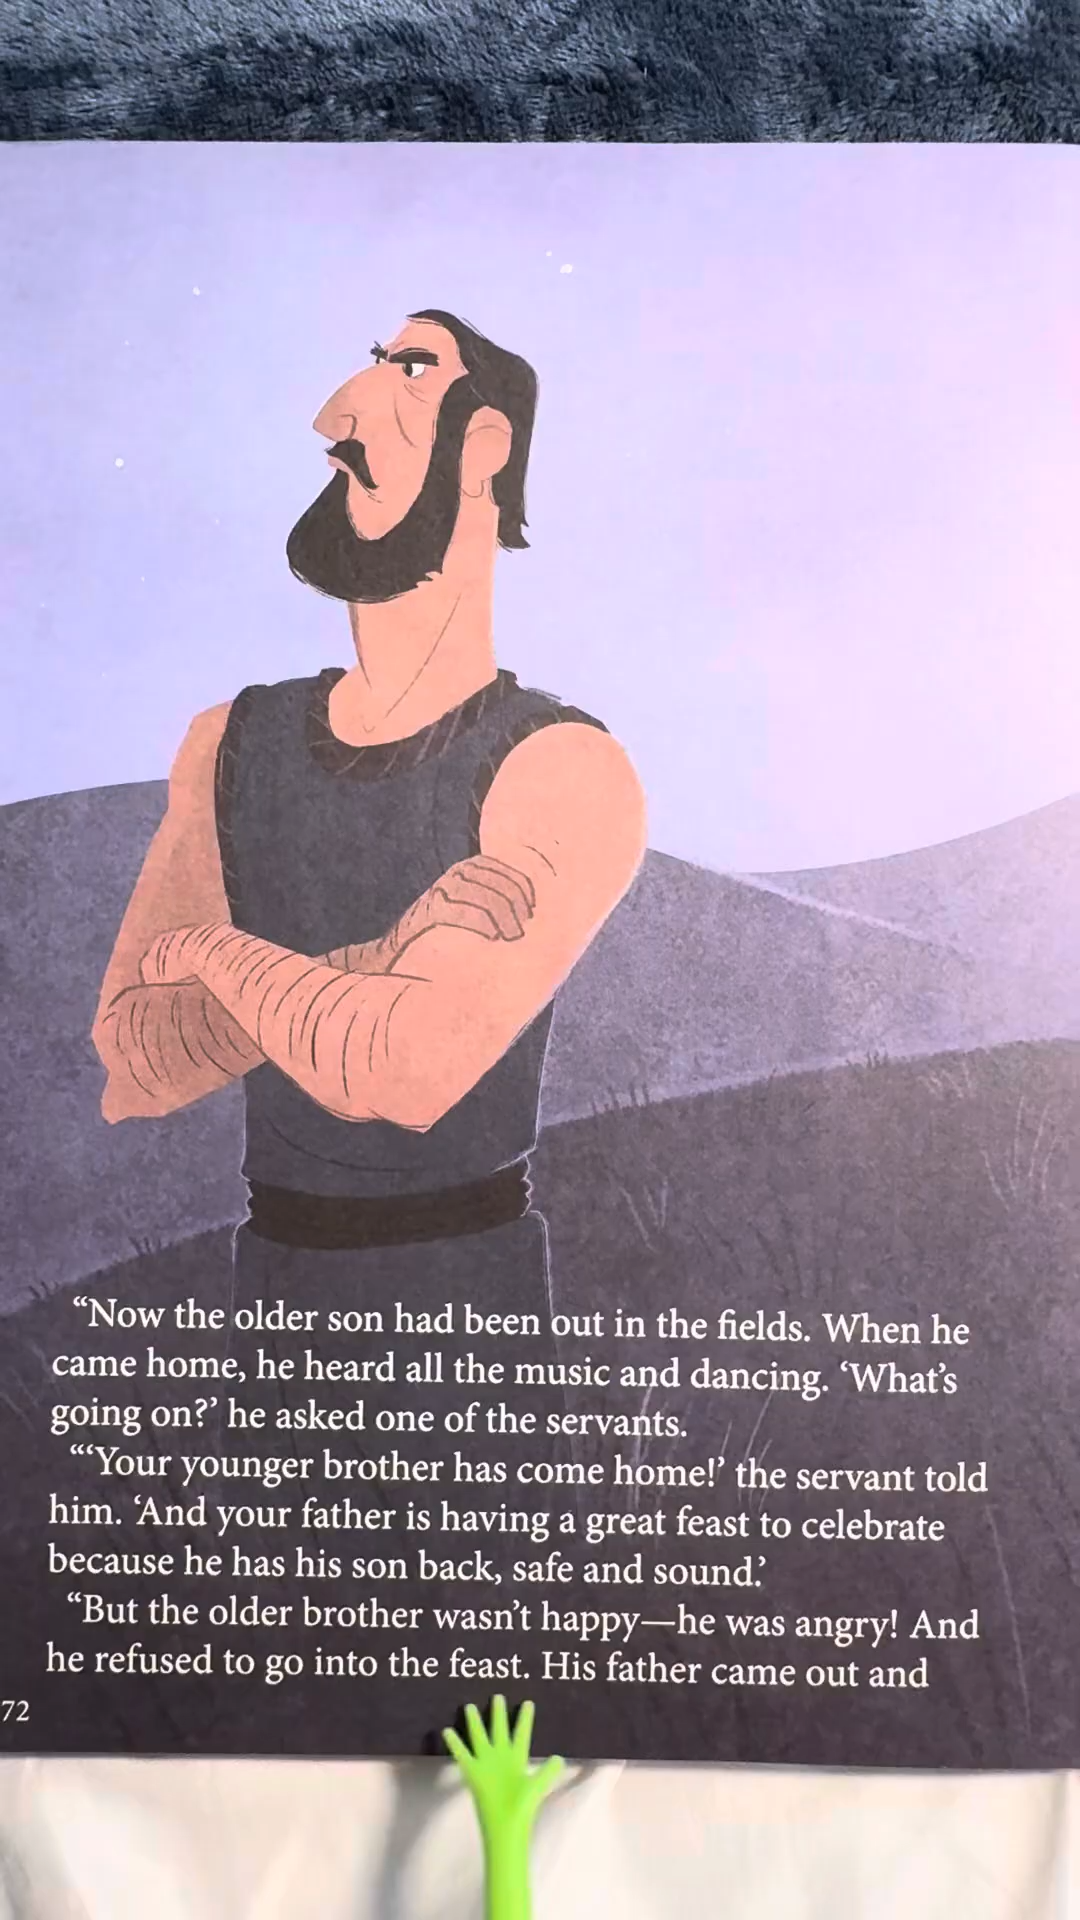 “Now the older son had been out in the fields. When he
came home, he heard all the music and dancing. ‘What’s
going on?’ he asked one of the servants.
“‘Your younger brother has come home!’ the servant told
him. ‘And your father is having a great feast to celebrate
because he has his son back, safe and sound.’
“But the older brother wasn’t happy—he was angry! And
he refused to go into the feast. His father came out and
72